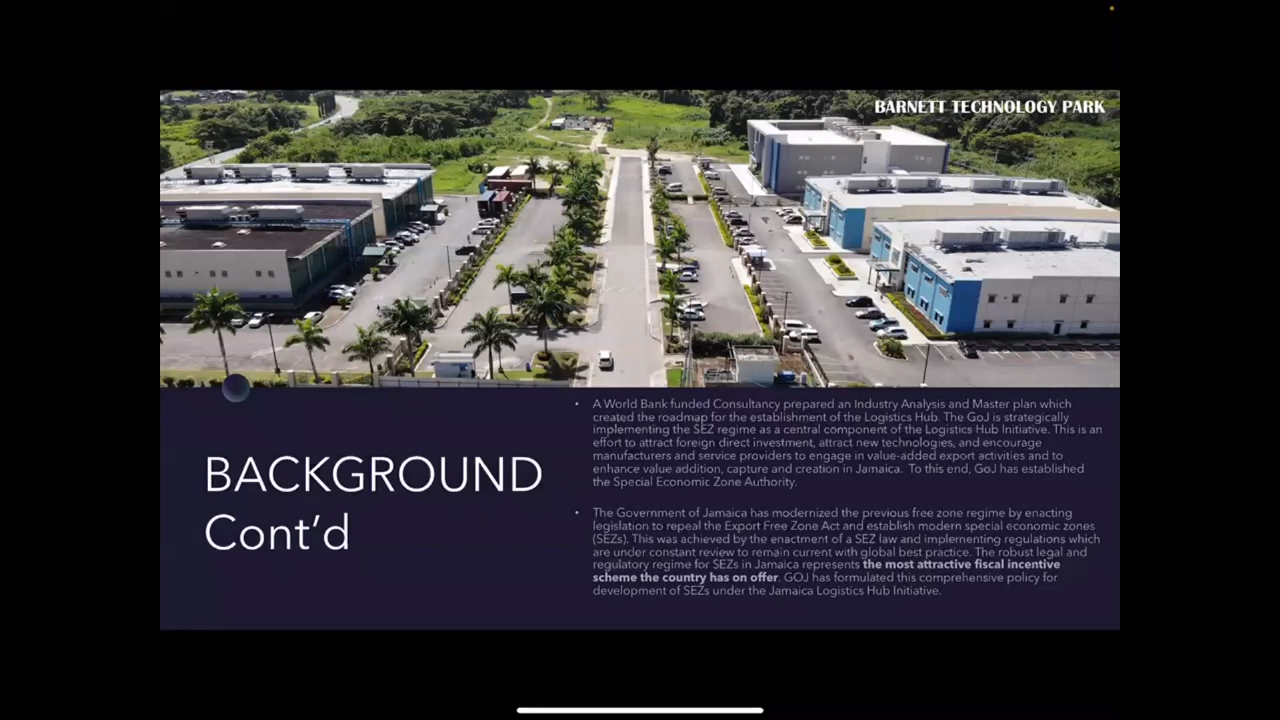 BARNETT TECHNOLOGY PARK
BACKGROUND
Cont'd
• A World Bank funded Consultancy prepared an Industry Analysis and Master plan which
created the roadmap for the establishment of the Logistics Hub. The GoJ is strategically
implementing the SEZ regime as a central component of the Logistics Hub Initiative. This is an
effort to attract foreign direct investment, attract new technologies, and encourage
manufacturers and service providers to engage in value-added export activities and to
enhance value addition, capture and creation in Jamaica. To this end, GoJ has established
the Special Economic Zone Authority.
• The Government of Jamaica has modernized the previous free zone regime by enacting
legislation to repeal the Export Free Zone Act and establish modern special economic zones
(SEZs). This was achieved by the enactment of a SEZ law and implementing regulations which
are under constant review to remain current with global best practice. The robust legal and
regulatory regime for SEZs in Jamaica represents the most attractive fiscal incentive
scheme the country has on offer. GOJ has formulated this comprehensive policy for
development of SEZs under the Jamaica Logistics Hub Initiative.